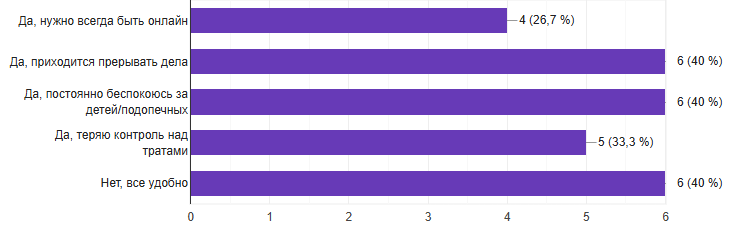 Да, нужно всегда быть онлайн
4 (26,7 %)
Да, приходится прерывать дела
6 (40 %)
Да, постоянно беспокоюсь за
детей/подопечных
6 (40 %)
Да, теряю контроль над
тратами
5 (33,3 %)
Нет, все удобно
6 (40 %)
0 1 2 3 4 5 6